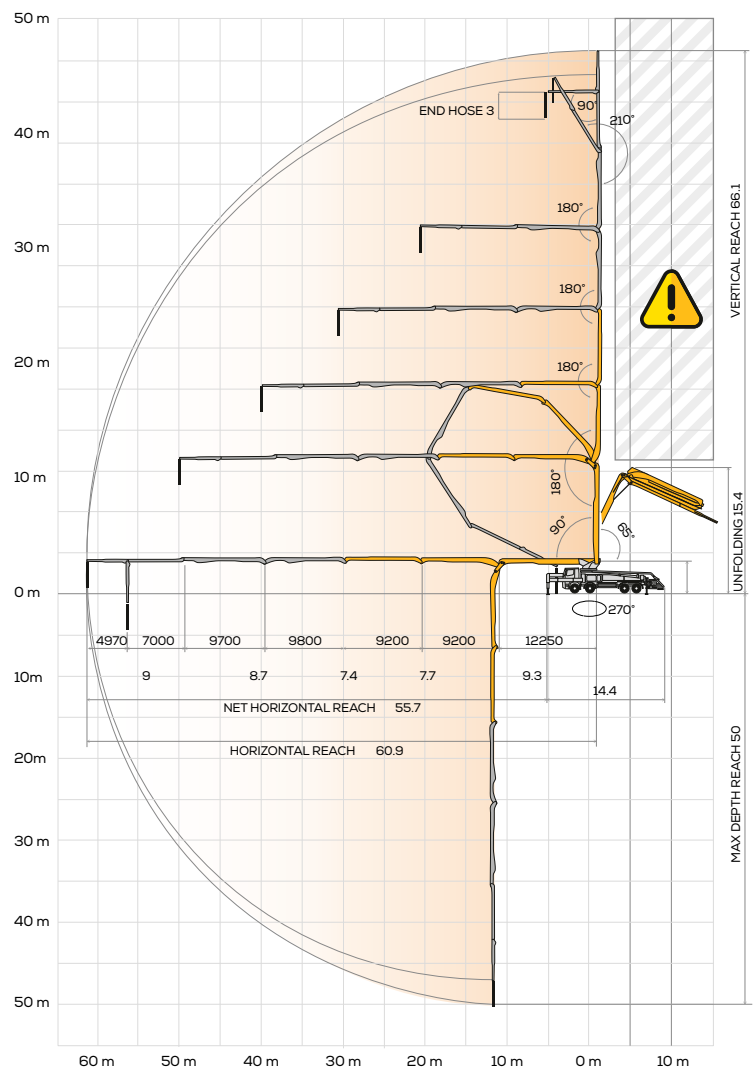 50 m
40 m
30 m
20 m
10 m
0 m
10m
20m
30 m
40 m
50 m
END HOSE 3
90°
210°
180°
180°
180°
180°
90°
65°
270°
VERTICAL REACH 66.1
UNFOLDING 15.4
MAX DEPTH REACH 50
4970 7000 9700 9800 9200 9200 12250
9 8.7 7.4 7.7 9.3
14.4
NET HORIZONTAL REACH 55.7
HORIZONTAL REACH 60.9
60 m 50 m 40 m 30 m 20 m 10 m 0 m 10 m